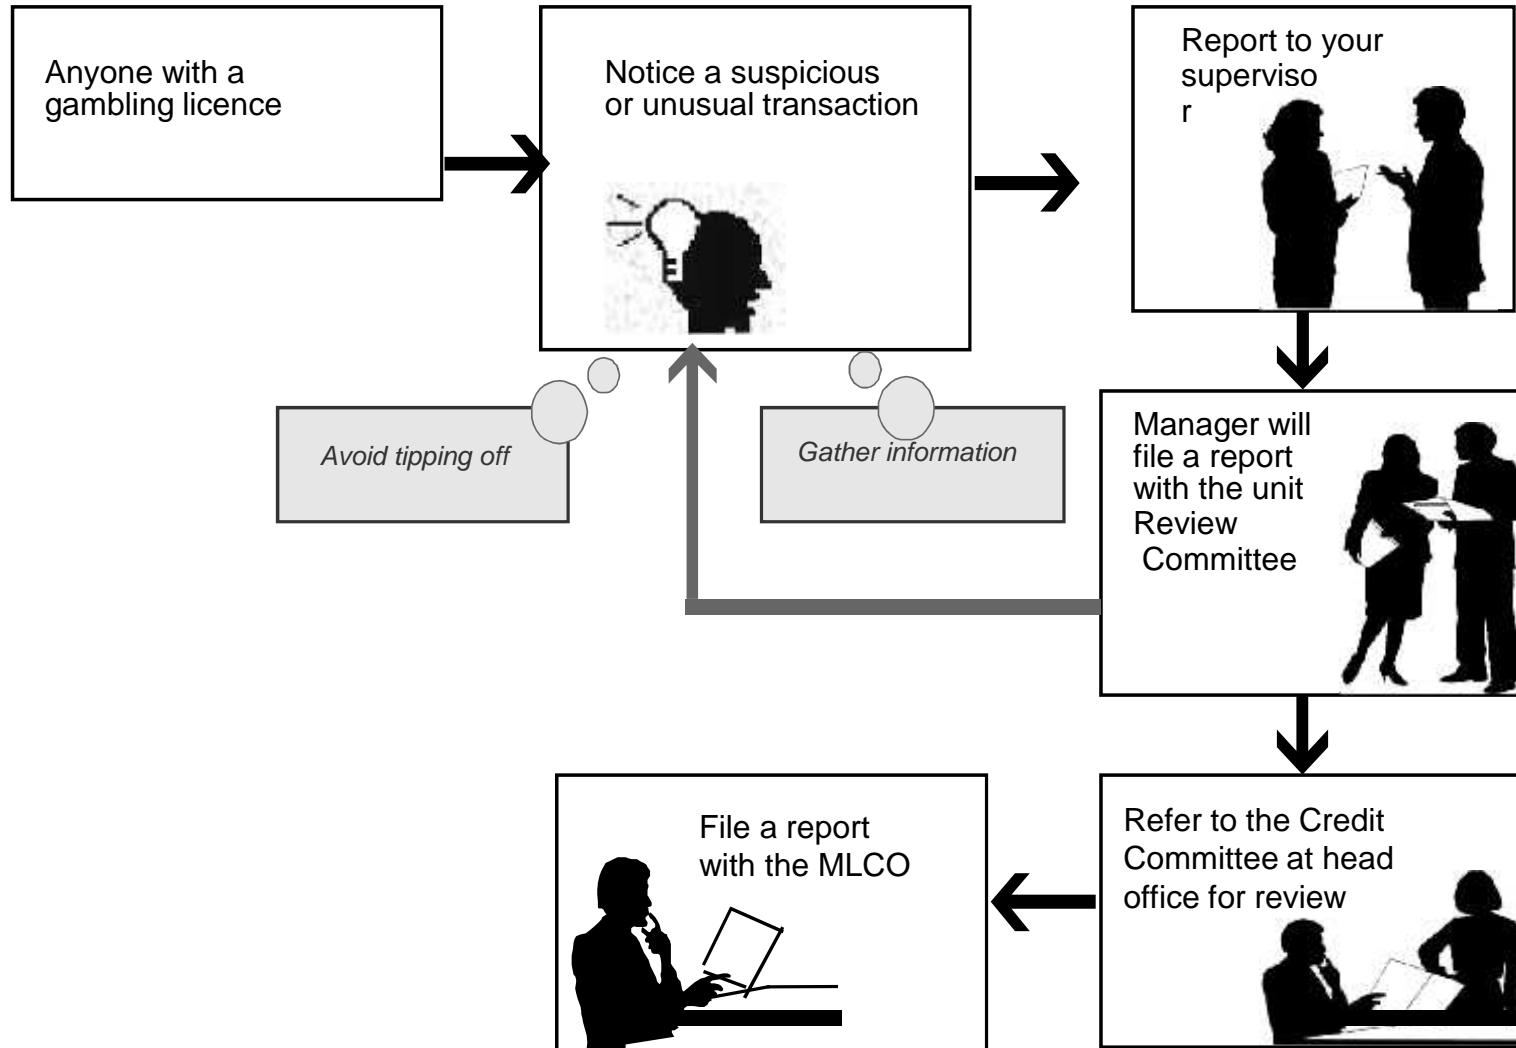 Anyone with a
gambling licence
Notice a suspicious
or unusual transaction
Report to your
superviso
r
Avoid tipping off
Gather information
Manager will
file a report
with the unit
Review
Committee
File a report
with the MLCO
Refer to the Credit
Committee at head
office for review